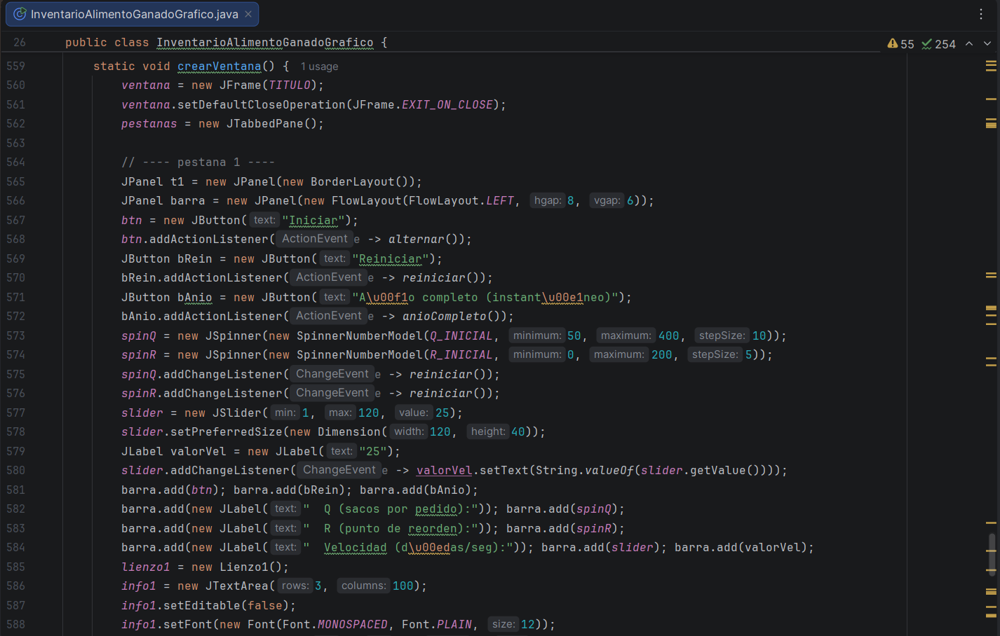 InventarioAlimentoGanadoGrafico.java
26 public class InventarioAlimentoGanadoGrafico { 55 254
559 static void crearVentana() { 1 usage
560 ventana = new JFrame(TITULO);
561 ventana.setDefaultCloseOperation(JFrame.EXIT_ON_CLOSE);
562 pestanas = new JTabbedPane();
563
564 // ---- pestana 1 ----
565 JPanel t1 = new JPanel(new BorderLayout());
566 JPanel barra = new JPanel(new FlowLayout(FlowLayout.LEFT, hgap: 8, vgap: 6));
567 btn = new JButton( text: "Iniciar");
568 btn.addActionListener( ActionEvent e -> alternar());
569 JButton bRein = new JButton( text: "Reiniciar");
570 bRein.addActionListener( ActionEvent e -> reiniciar());
571 JButton bAnio = new JButton( text: "A\u00f1o completo (instant\u00e1neo)");
572 bAnio.addActionListener( ActionEvent e -> anioCompleto());
573 spinQ = new JSpinner(new SpinnerNumberModel(Q_INICIAL, minimum: 50, maximum: 400, stepSize: 10));
574 spinR = new JSpinner(new SpinnerNumberModel(R_INICIAL, minimum: 0, maximum: 200, stepSize: 5));
575 spinQ.addChangeListener( ChangeEvent e -> reiniciar());
576 spinR.addChangeListener( ChangeEvent e -> reiniciar());
577 slider = new JSlider( min: 1, max: 120, value: 25);
578 slider.setPreferredSize(new Dimension( width: 120, height: 40));
579 JLabel valorVel = new JLabel( text: "25");
580 slider.addChangeListener( ChangeEvent e -> valorVel.setText(String.valueOf(slider.getValue())));
581 barra.add(btn); barra.add(bRein); barra.add(bAnio);
582 barra.add(new JLabel( text: "  Q (sacos por pedido):")); barra.add(spinQ);
583 barra.add(new JLabel( text: "  R (punto de reorden):")); barra.add(spinR);
584 barra.add(new JLabel( text: "  Velocidad (d\u00edas/seg):")); barra.add(slider); barra.add(valorVel);
585 lienzo1 = new Lienzo1();
586 info1 = new JTextArea( rows: 3, columns: 100);
587 info1.setEditable(false);
588 info1.setFont(new Font(Font.MONOSPACED, Font.PLAIN, size: 12));